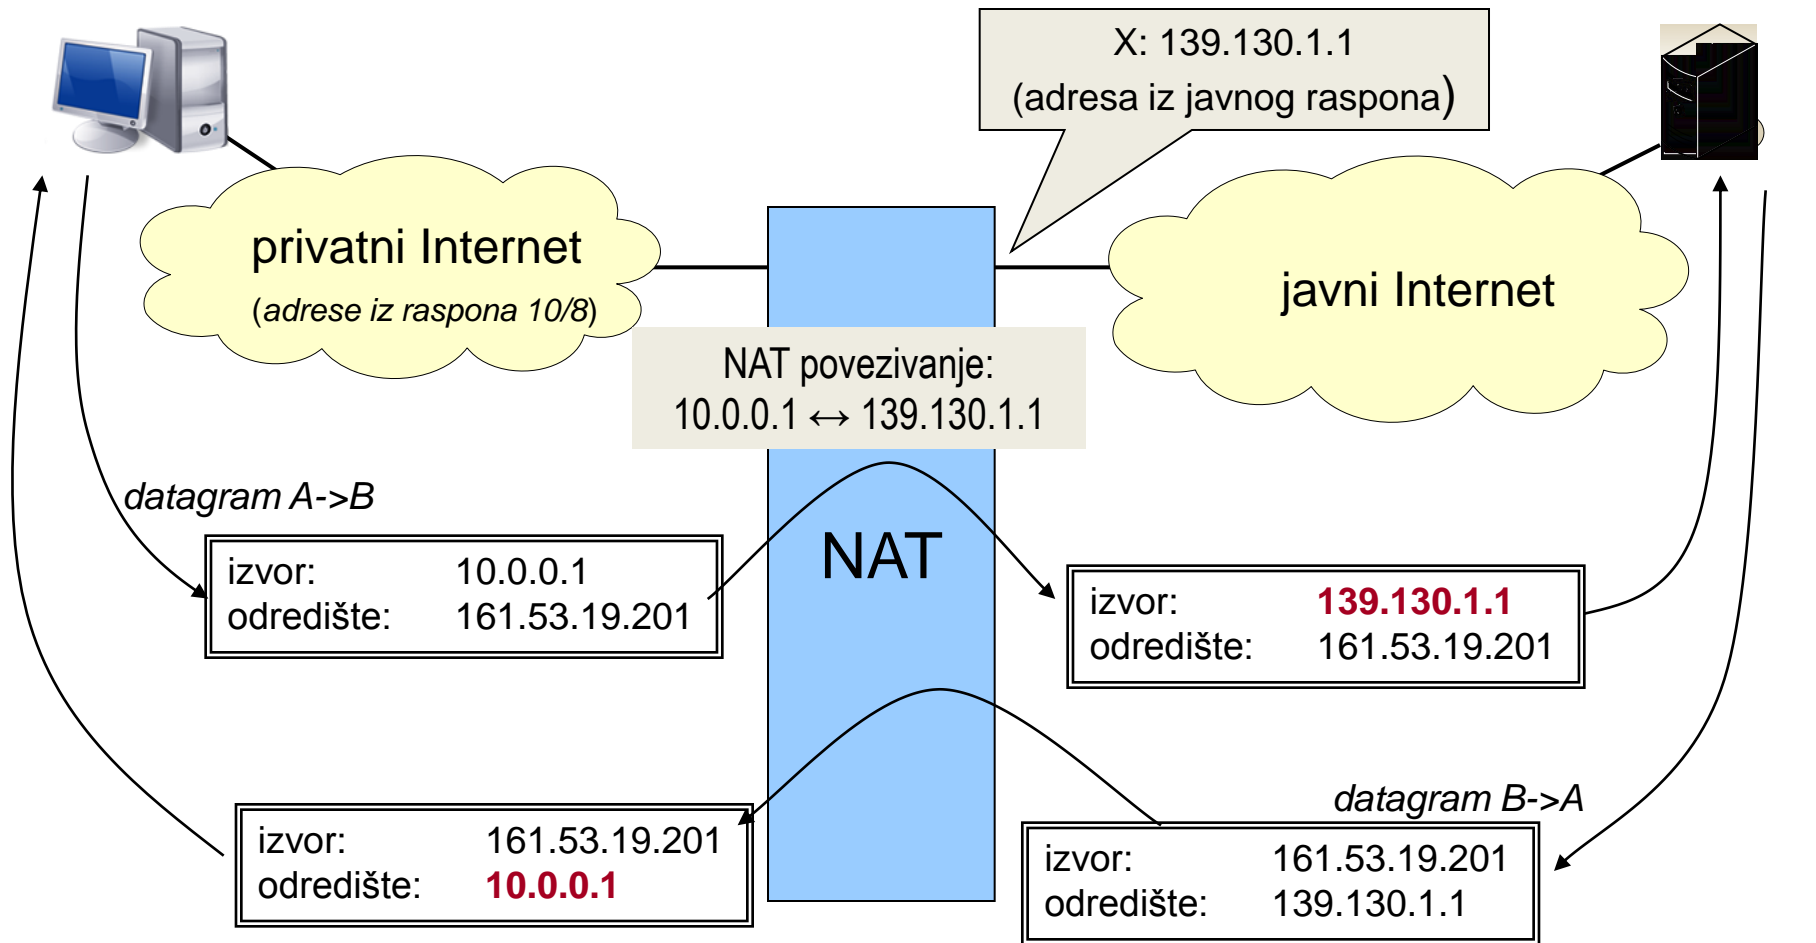 X: 139.130.1.1
(adresa iz javnog raspona)
privatni Internet
(adrese iz raspona 10/8)
javni Internet
NAT povezivanje:
10.0.0.1 ↔ 139.130.1.1
datagram A->B
izvor: 10.0.0.1
odredište: 161.53.19.201
NAT
izvor: 139.130.1.1
odredište: 161.53.19.201
datagram B->A
izvor: 161.53.19.201
odredište: 10.0.0.1
izvor: 161.53.19.201
odredište: 139.130.1.1